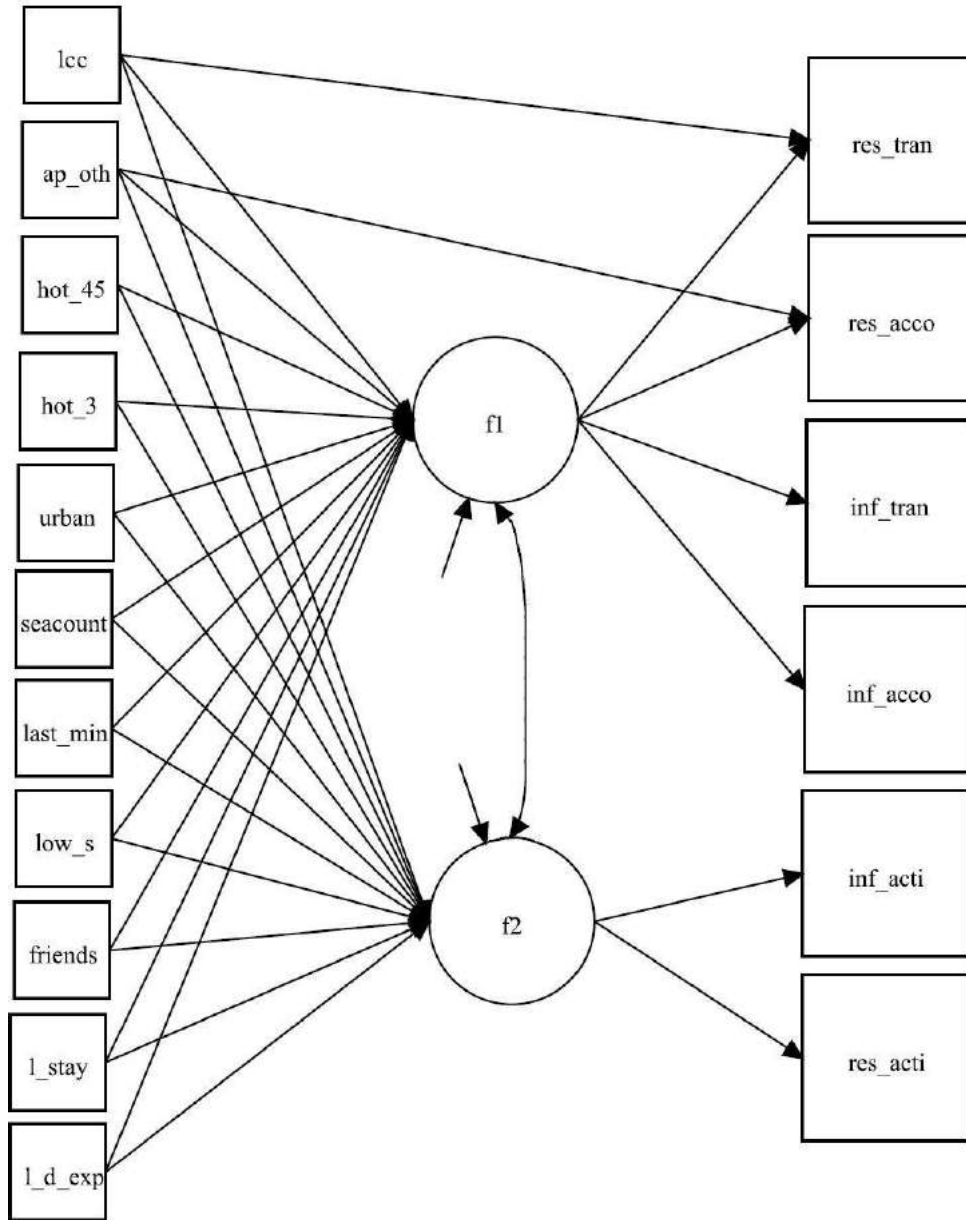 lcc
ap_oth
hot_45
hot_3
urban
seacount
last_min
low_s
friends
l_stay
l_d_exp
f1
f2
res_tran
res_acco
inf_tran
inf_acco
inf_acti
res_acti